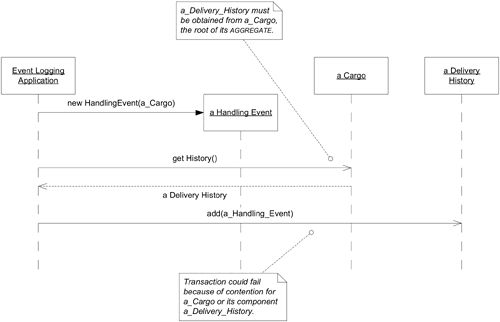 a_Delivery_History must
be obtained from a_Cargo,
the root of its AGGREGATE.
Event Logging
Application
a Cargo
a Delivery
History
new HandlingEvent(a_Cargo)
a Handling Event
get History()
a Delivery History
add(a_Handling_Event)
Transaction could fail
because of contention for
a_Cargo or its component
a_Delivery_History.